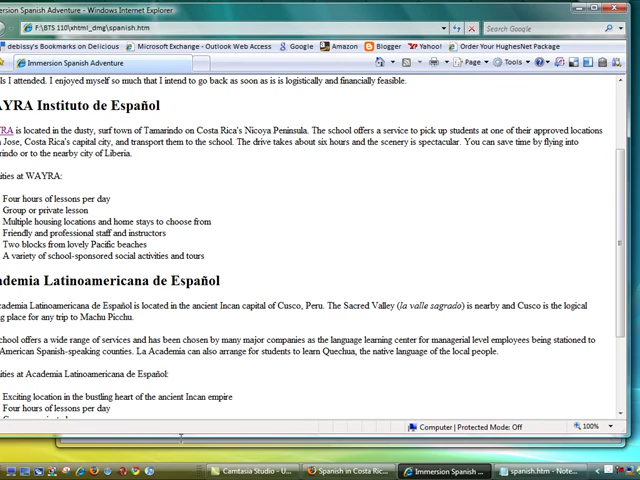 ersion Spanish Adventure - Windows Internet Explorer
F:\BTS 110\xhtml_dmg\spanish.htm
Google Search
debissy's Bookmarks on Delicious Microsoft Exchange - Outlook Web Access Google Amazon Blogger Yahoo! Order Your HughesNet Package
Immersion Spanish Adventure Page Tools
ls I attended. I enjoyed myself so much that I intend to go back as soon as is is logistically and financially feasible.
AYRA Instituto de Español
RA is located in the dusty, surf town of Tamarindo on Costa Rica's Nicoya Peninsula. The school offers a service to pick up students at one of their approved locations
Jose, Costa Rica's capital city, and transport them to the school. The drive takes about six hours and the scenery is spectacular. You can save time by flying into
rindo or to the nearby city of Liberia.
ities at WAYRA:
Four hours of lessons per day
Group or private lesson
Multiple housing locations and home stays to choose from
Friendly and professional staff and instructors
Two blocks from lovely Pacific beaches
A variety of school-sponsored social activities and tours
ademia Latinoamericana de Español
cademia Latinoamericana de Español is located in the ancient Incan capital of Cusco, Peru. The Sacred Valley (la valle sagrado) is nearby and Cusco is the logical
ng place for any trip to Machu Picchu.
chool offers a wide range of services and has been chosen by many major companies as the language learning center for managerial level employees being stationed to
American Spanish-speaking counties. La Academia can also arrange for students to learn Quechua, the native language of the local people.
ities at Academia Latinoamericana de Español:
Exciting location in the bustling heart of the ancient Incan empire
Four hours of lessons per day
Computer | Protected Mode: Off 100%
Camtasia Studio - U... Spanish in Costa Ric... Immersion Spanish ... spanish.htm - Note...